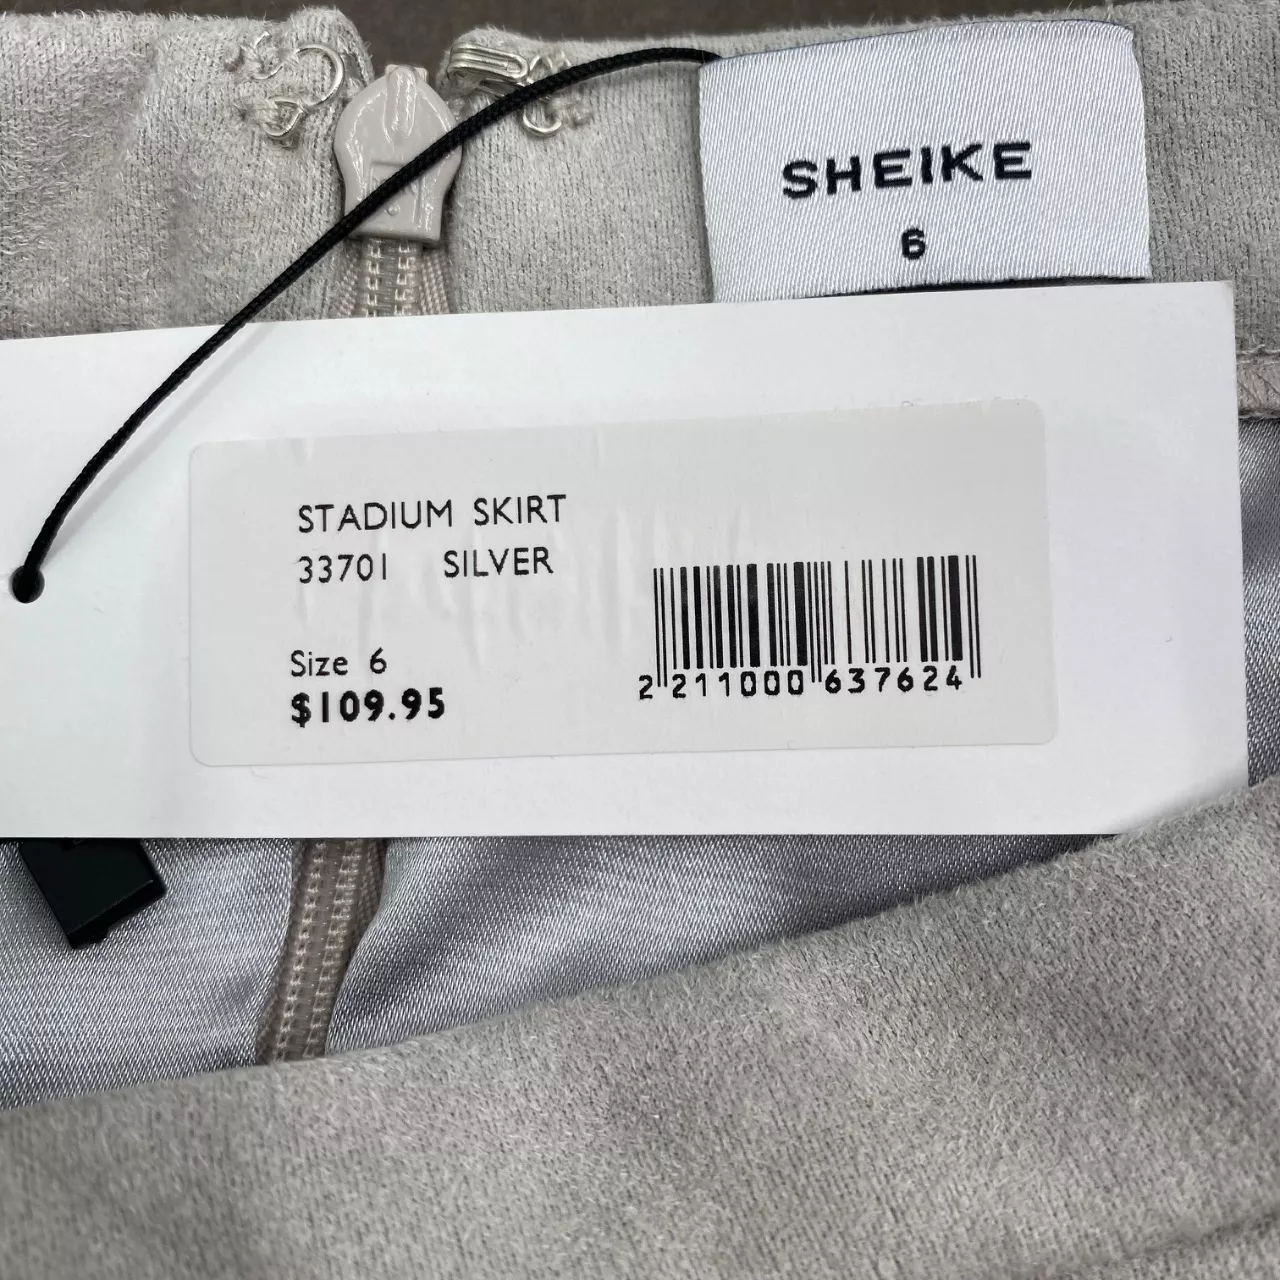 SHEIKE
6
STADIUM SKIRT
33701 SILVER
Size 6
$109.95
2 211000 637624